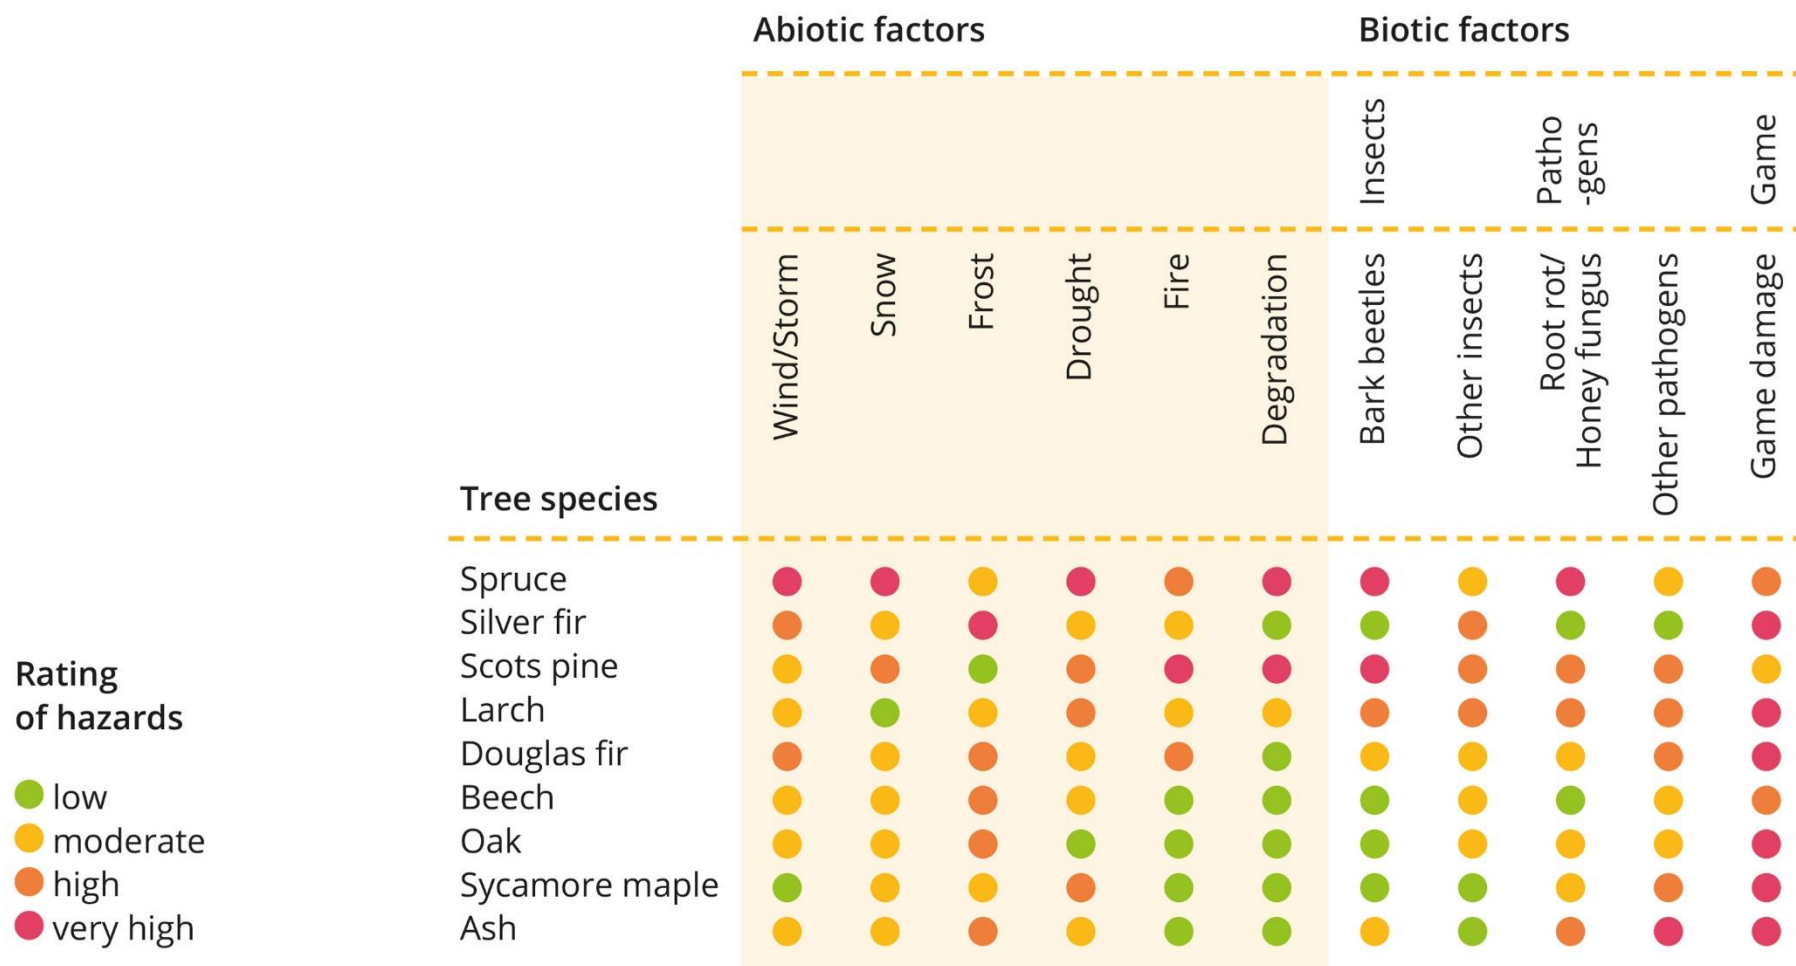 Abiotic factors
Biotic factors
Insects
Patho
-gens
Game
Wind/Storm
Snow
Frost
Drought
Fire
Degradation
Bark beetles
Other insects
Root rot/
Honey fungus
Other pathogens
Game damage
Tree species
Spruce
Silver fir
Scots pine
Larch
Douglas fir
Beech
Oak
Sycamore maple
Ash
Rating
of hazards
low
moderate
high
very high